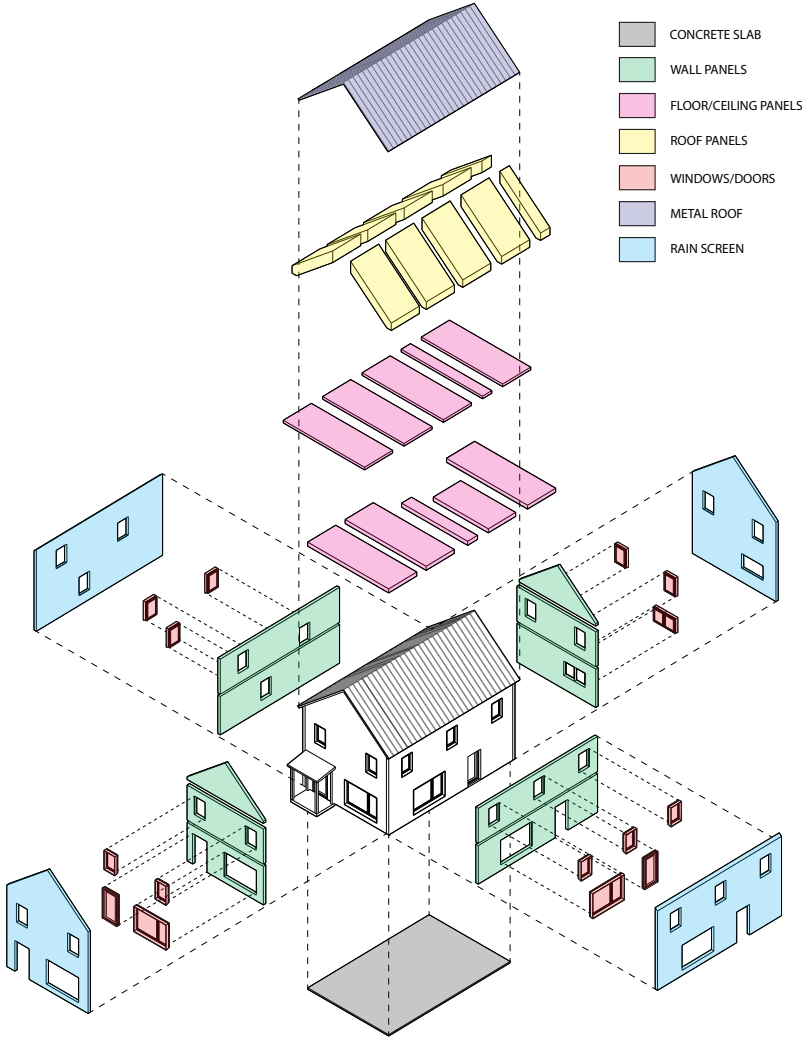 CONCRETE SLAB
WALL PANELS
FLOOR/CEILING PANELS
ROOF PANELS
WINDOWS/DOORS
METAL ROOF
RAIN SCREEN